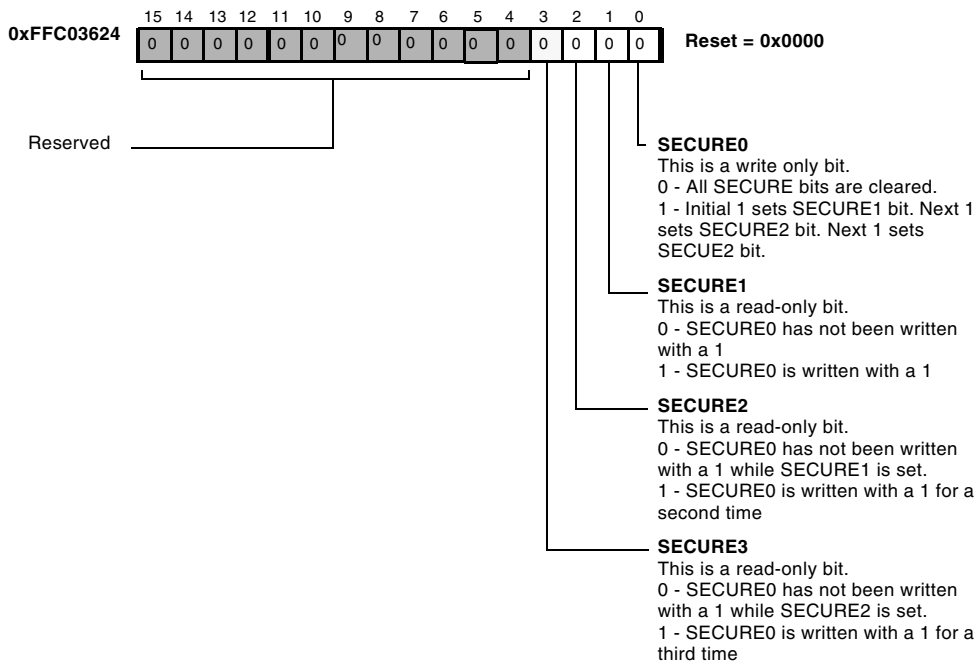 15 14 13 12 11 10 9 8 7 6 5 4 3 2 1 0
0xFFC03624 0 0 0 0 0 0 0 0 0 0 0 0 0 0 0 0 Reset = 0x0000
Reserved
SECURE0
This is a write only bit.
0 - All SECURE bits are cleared.
1 - Initial 1 sets SECURE1 bit. Next 1
sets SECURE2 bit. Next 1 sets
SECUE2 bit.
SECURE1
This is a read-only bit.
0 - SECURE0 has not been written
with a 1
1 - SECURE0 is written with a 1
SECURE2
This is a read-only bit.
0 - SECURE0 has not been written
with a 1 while SECURE1 is set.
1 - SECURE0 is written with a 1 for a
second time
SECURE3
This is a read-only bit.
0 - SECURE0 has not been written
with a 1 while SECURE2 is set.
1 - SECURE0 is written with a 1 for a
third time